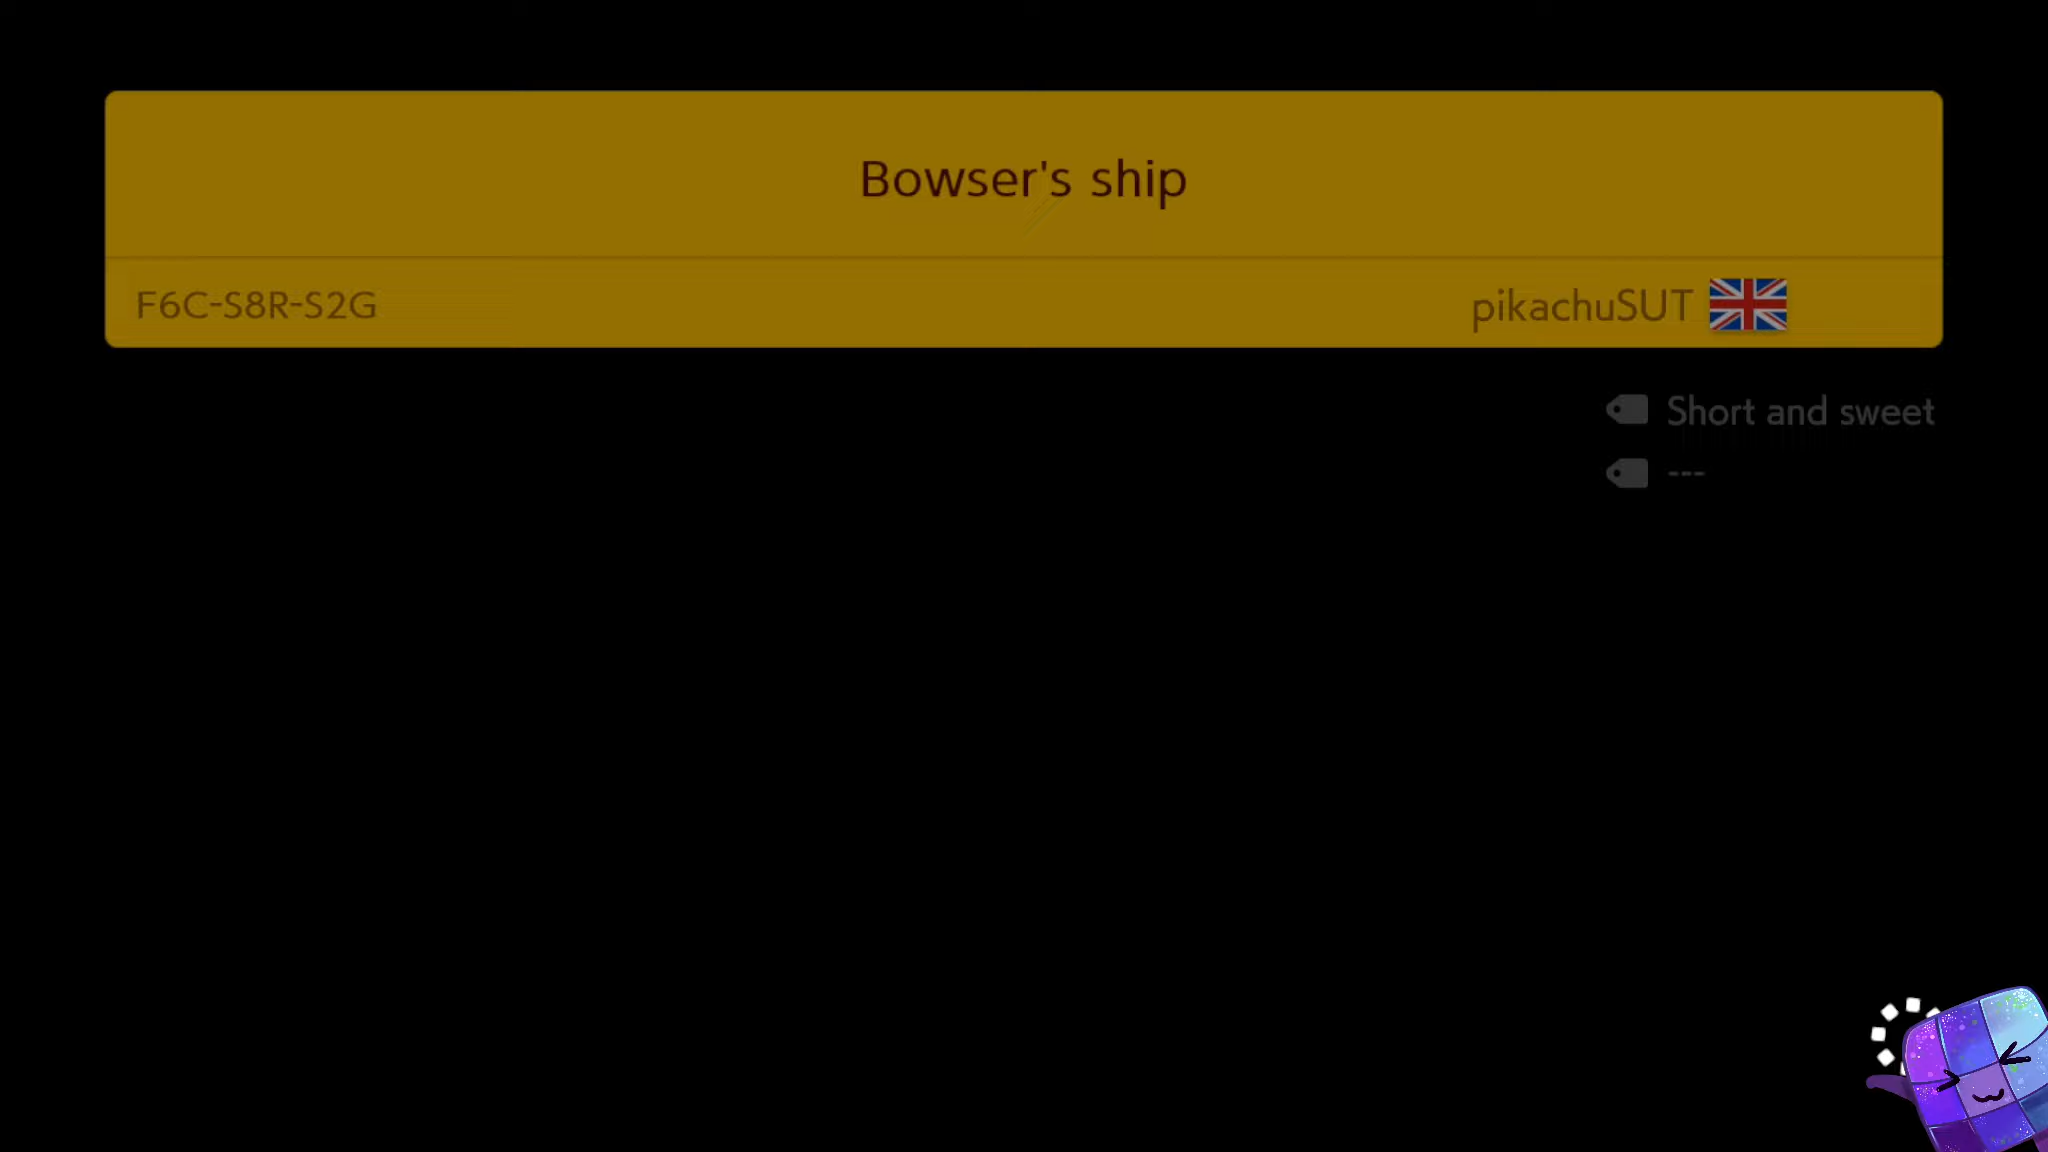 Bowser's ship
F6C-S8R-S2G
pikachuSUT
Short and sweet
---